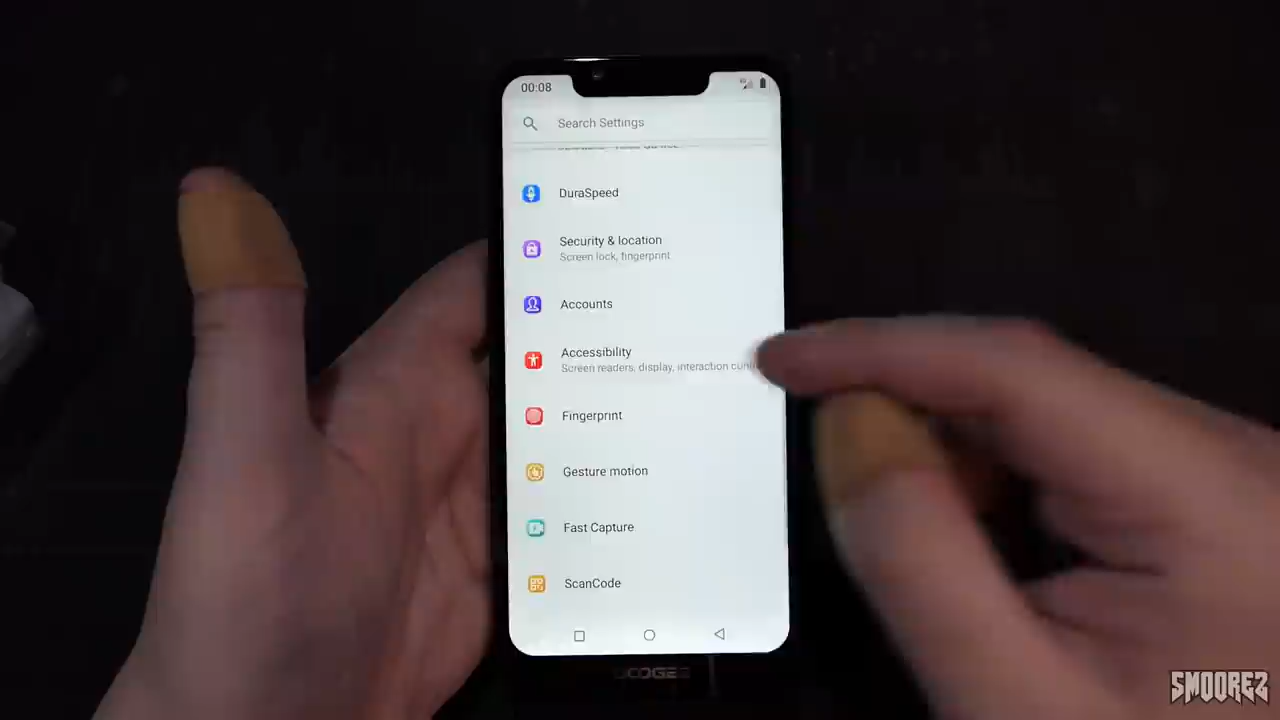 00:08
Search Settings
DuraSpeed
Security & location
Screen lock, fingerprint
Accounts
Accessibility
Screen readers, display, interaction
Fingerprint
Gesture motion
Fast Capture
ScanCode
DOOGEE
SMOOREZ